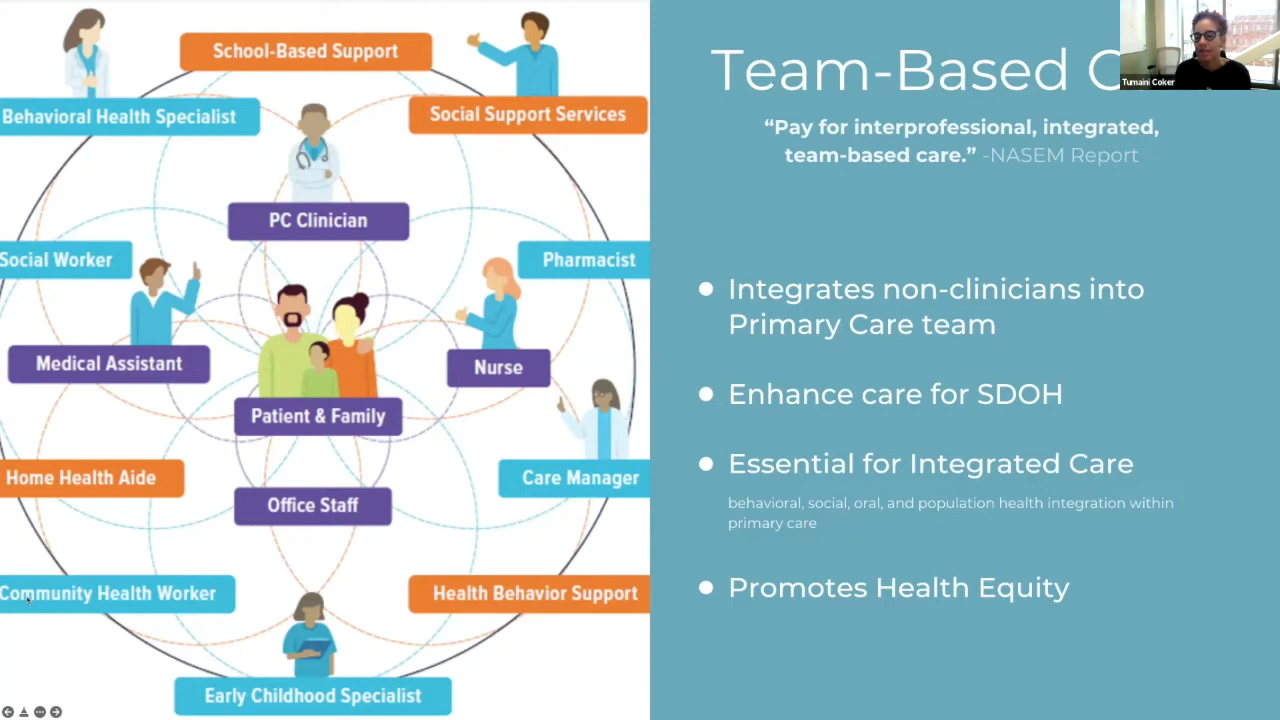 School-Based Support
Behavioral Health Specialist
Social Support Services
PC Clinician
Social Worker
Pharmacist
Medical Assistant
Nurse
Patient & Family
Home Health Aide
Care Manager
Office Staff
Community Health Worker
Health Behavior Support
Early Childhood Specialist
Team-Based C
Tumaini Coker
“Pay for interprofessional, integrated,
team-based care.” -NASEM Report
● Integrates non-clinicians into
Primary Care team
● Enhance care for SDOH
● Essential for Integrated Care
behavioral, social, oral, and population health integration within
primary care
● Promotes Health Equity